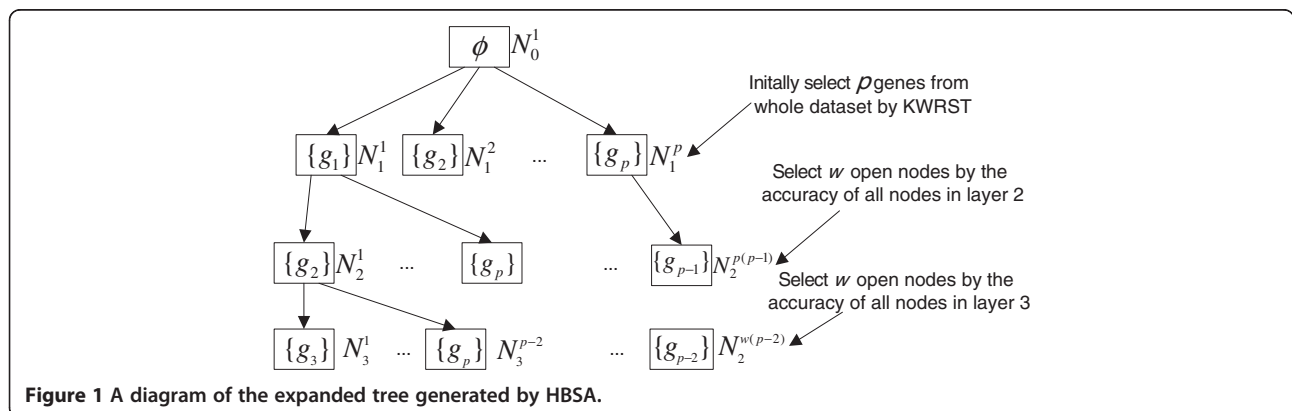 ϕ N_0^1
Initally select p genes from
whole dataset by KWRST
{g_1} N_1^1 {g_2} N_1^2 ... {g_p} N_1^p
Select w open nodes by the
accuracy of all nodes in layer 2
{g_2} N_2^1 ... {g_p} ... {g_{p-1}} N_2^{p(p-1)}
Select w open nodes by the
accuracy of all nodes in layer 3
{g_3} N_3^1 ... {g_p} N_3^{p-2} ... {g_{p-2}} N_2^{w(p-2)}
Figure 1 A diagram of the expanded tree generated by HBSA.